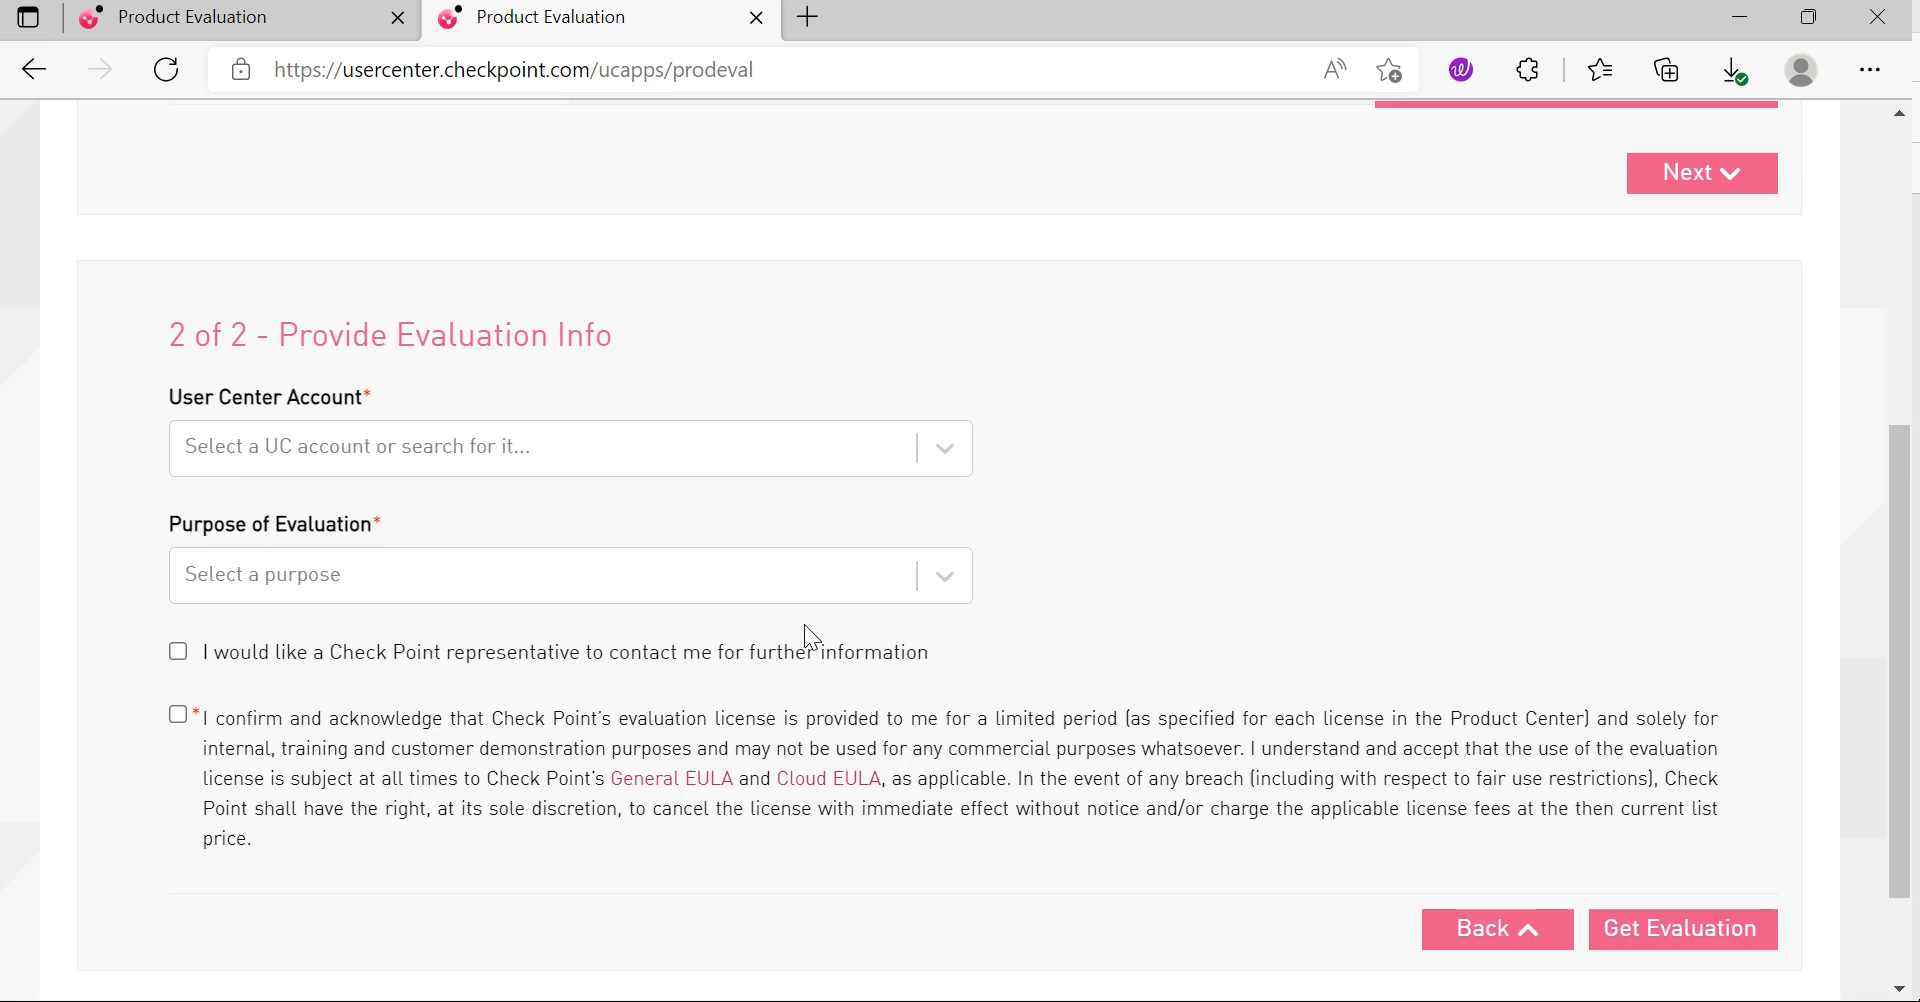 Product Evaluation
Product Evaluation
https://usercenter.checkpoint.com/ucapps/prodeval
Next
2 of 2 - Provide Evaluation Info
User Center Account*
Select a UC account or search for it...
Purpose of Evaluation*
Select a purpose
I would like a Check Point representative to contact me for further information
*I confirm and acknowledge that Check Point's evaluation license is provided to me for a limited period (as specified for each license in the Product Center) and solely for
internal, training and customer demonstration purposes and may not be used for any commercial purposes whatsoever. I understand and accept that the use of the evaluation
license is subject at all times to Check Point's General EULA and Cloud EULA, as applicable. In the event of any breach (including with respect to fair use restrictions), Check
Point shall have the right, at its sole discretion, to cancel the license with immediate effect without notice and/or charge the applicable license fees at the then current list
price.
Back
Get Evaluation